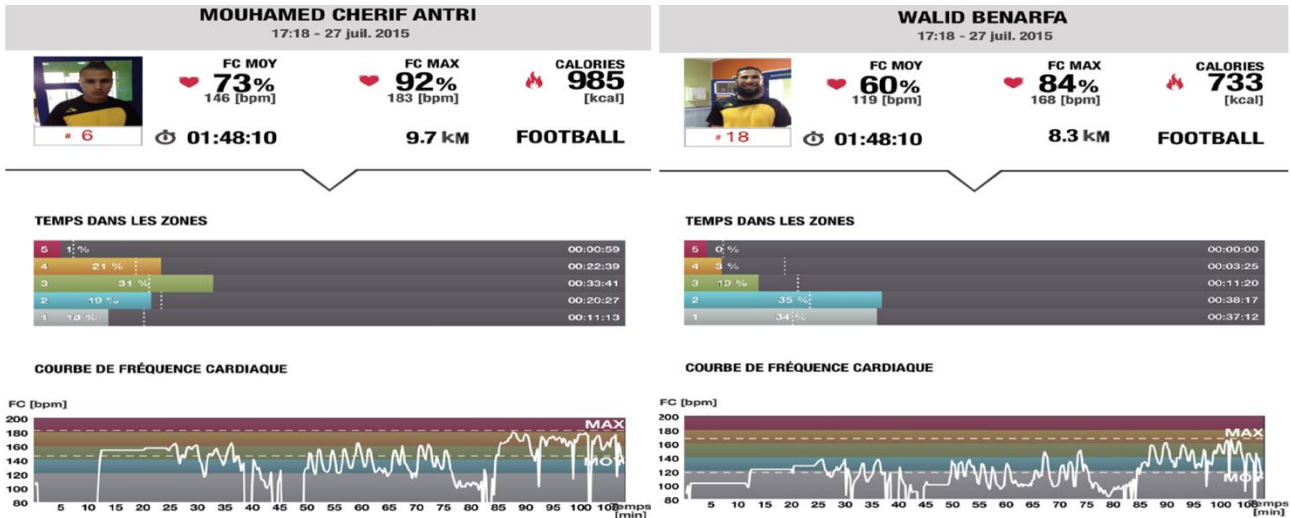 MOUHAMED CHERIF ANTRI
17:18 - 27 juil. 2015
FC MOY
73%
146 [bpm]
FC MAX
92%
183 [bpm]
CALORIES
985
[kcal]
# 6
01:48:10
9.7 kM
FOOTBALL
TEMPS DANS LES ZONES
5 1 % 00:00:59
4 21 % 00:22:39
3 31 % 00:33:41
2 19 % 00:20:27
1 10 % 00:11:13
COURBE DE FRÉQUENCE CARDIAQUE
FC [bpm]
200
180
160
140
120
100
80
MAX
MOY
5 10 15 20 25 30 35 40 45 50 55 60 65 70 75 80 85 90 95 100 105
Temps
[min]
WALID BENARFA
17:18 - 27 juil. 2015
FC MOY
60%
119 [bpm]
FC MAX
84%
168 [bpm]
CALORIES
733
[kcal]
# 18
01:48:10
8.3 kM
FOOTBALL
TEMPS DANS LES ZONES
5 0 % 00:00:00
4 3 % 00:03:25
3 10 % 00:11:20
2 35 % 00:38:17
1 34 % 00:37:12
COURBE DE FRÉQUENCE CARDIAQUE
FC [bpm]
200
180
160
140
120
100
80
MAX
MOY
5 10 15 20 25 30 35 40 45 50 55 60 65 70 75 80 85 90 95 100 105
Temps
[min]